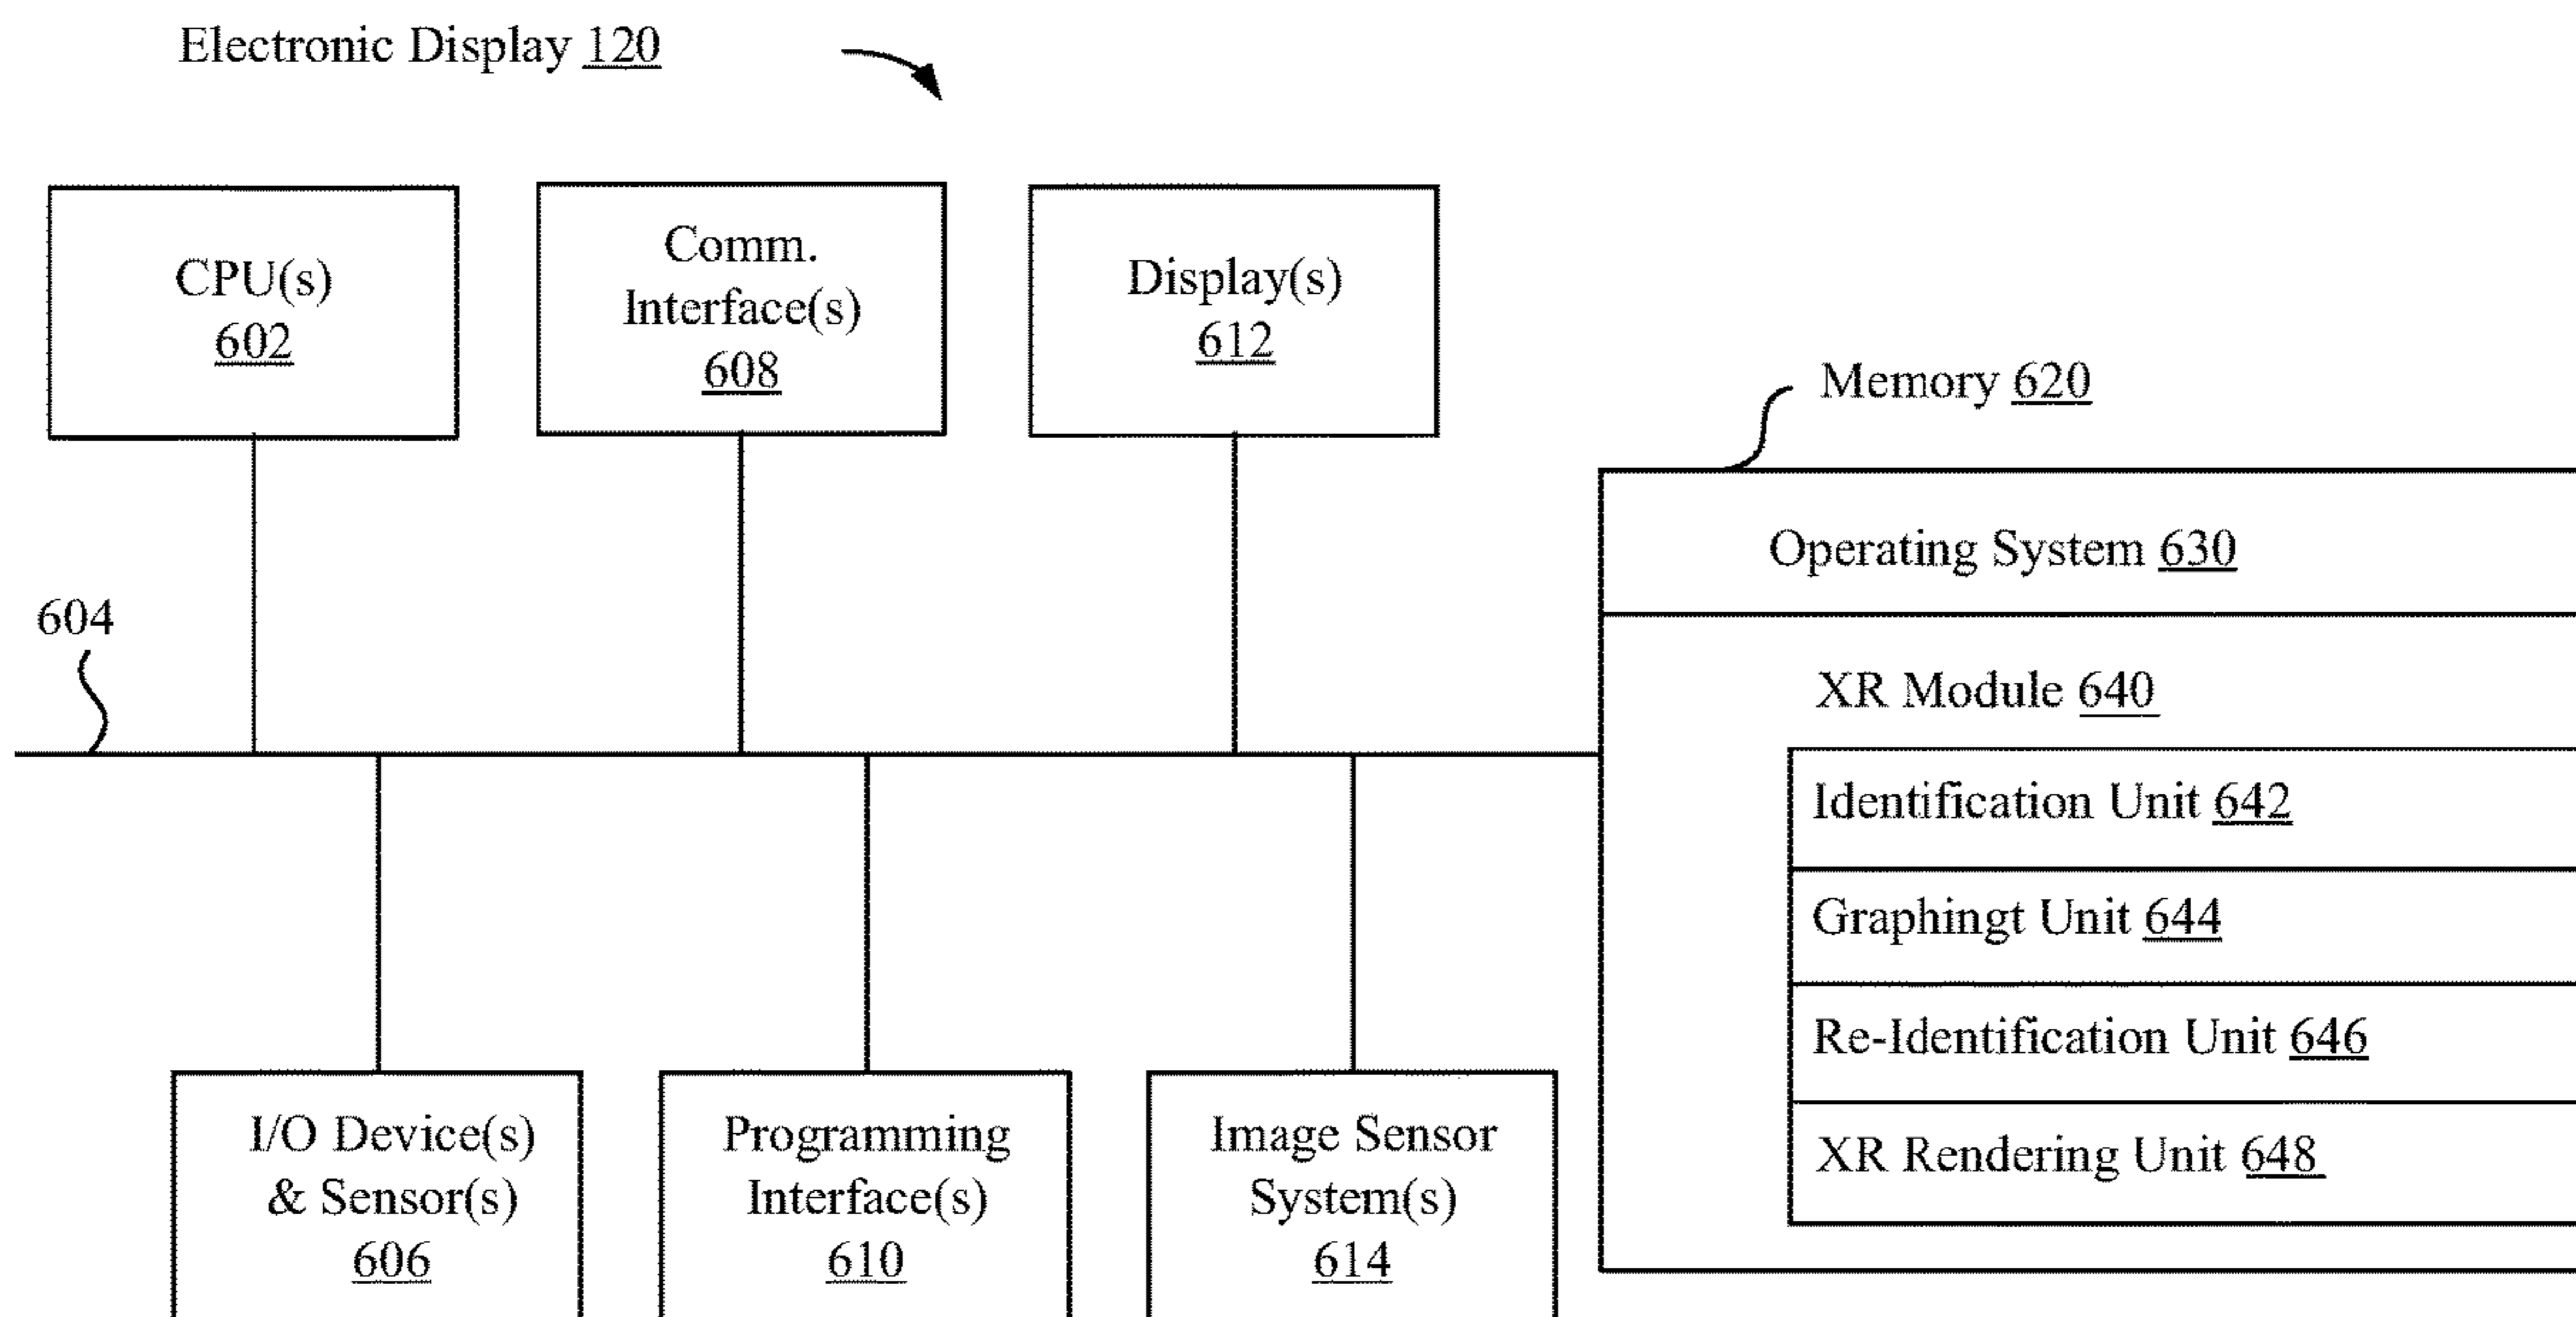 Electronic Display 120
CPU(s)
602
Comm.
Interface(s)
608
Display(s)
612
Memory 620
Operating System 630
604
XR Module 640
Identification Unit 642
Graphingt Unit 644
Re-Identification Unit 646
XR Rendering Unit 648
I/O Device(s)
& Sensor(s)
606
Programming
Interface(s)
610
Image Sensor
System(s)
614